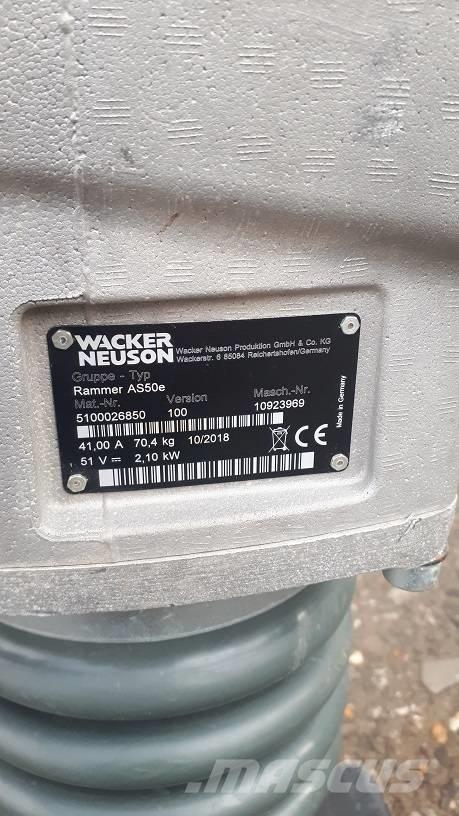 WACKER
NEUSON
Wacker Neuson Produktion GmbH & Co. KG
Wackerstr. 6 85084 Reichertshofen/Germany
Gruppe - Typ
Rammer AS50e
Mat.-Nr. Version Masch.-Nr.
5100026850 100 10923969
41,00 A 70,4 kg 10/2018
51 V 2,10 kW
CE
Made in Germany
MASCUS